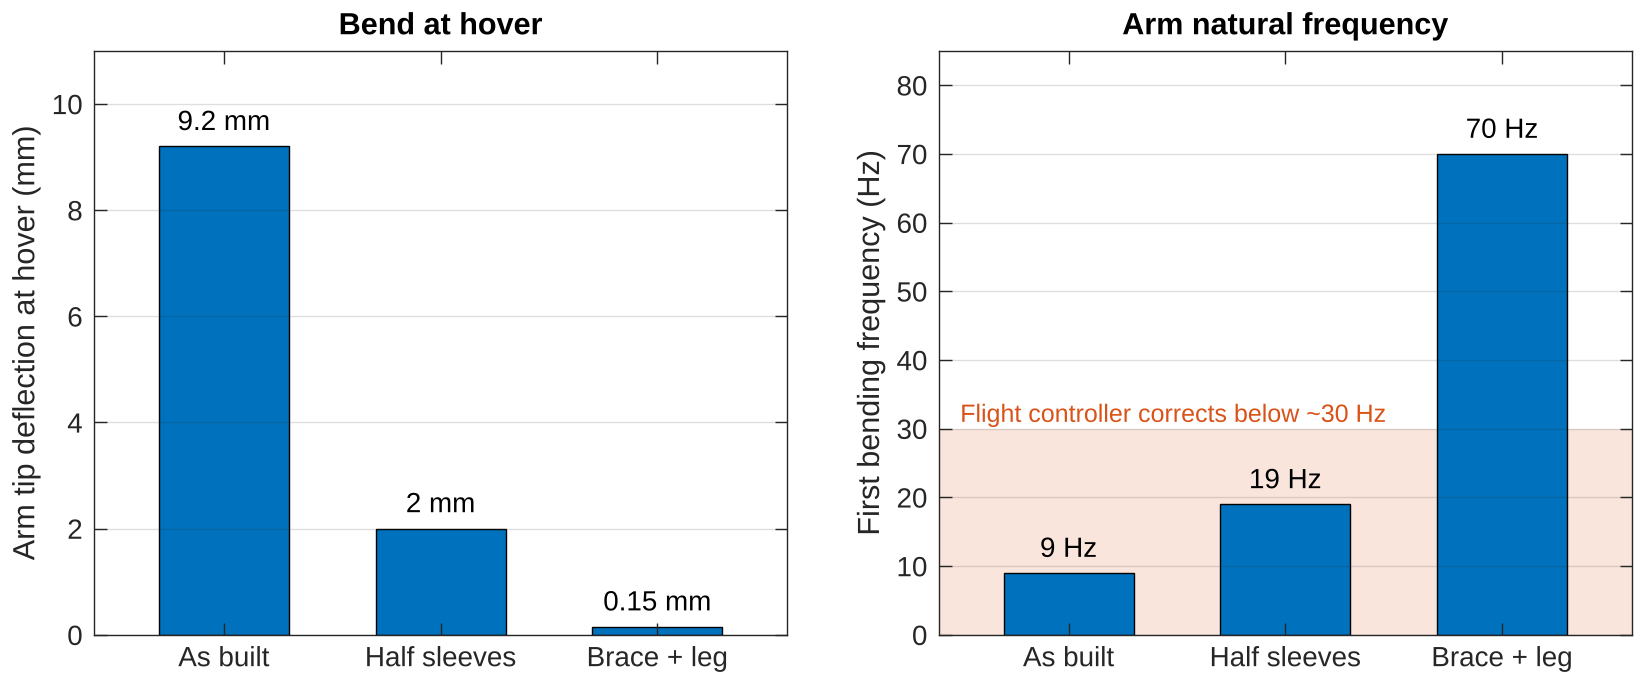 Bend at hover
Arm tip deflection at hover (mm)
10
8
6
4
2
0
9.2 mm
2 mm
0.15 mm
As built
Half sleeves
Brace + leg
Arm natural frequency
First bending frequency (Hz)
80
70
60
50
40
30
20
10
0
70 Hz
Flight controller corrects below ~30 Hz
19 Hz
9 Hz
As built
Half sleeves
Brace + leg